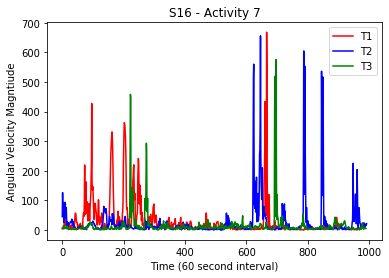 S16 - Activity 7
Angular Velocity Magntiude
700
600
500
400
300
200
100
0
0
200
400
600
800
1000
Time (60 second interval)
T1
T2
T3